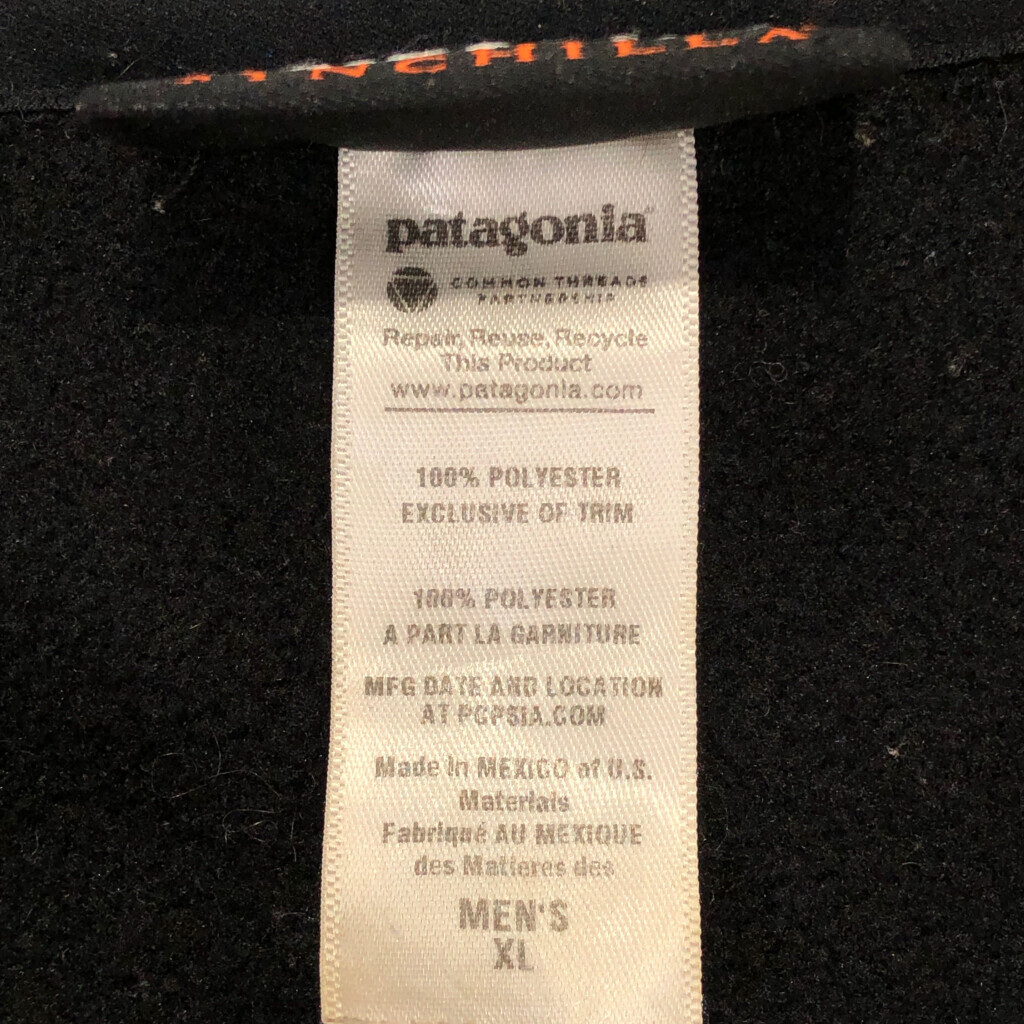 SYNCHILLA
patagonia®
COMMON THREADS
PARTNERSHIP
Repair, Reuse, Recycle
This Product
www.patagonia.com
100% POLYESTER
EXCLUSIVE OF TRIM
100% POLYESTER
A PART LA GARNITURE
MFG DATE AND LOCATION
AT PCPSIA.COM
Made in MEXICO of U.S.
Materials
Fabriqué AU MEXIQUE
des Matieres des
MEN'S
XL